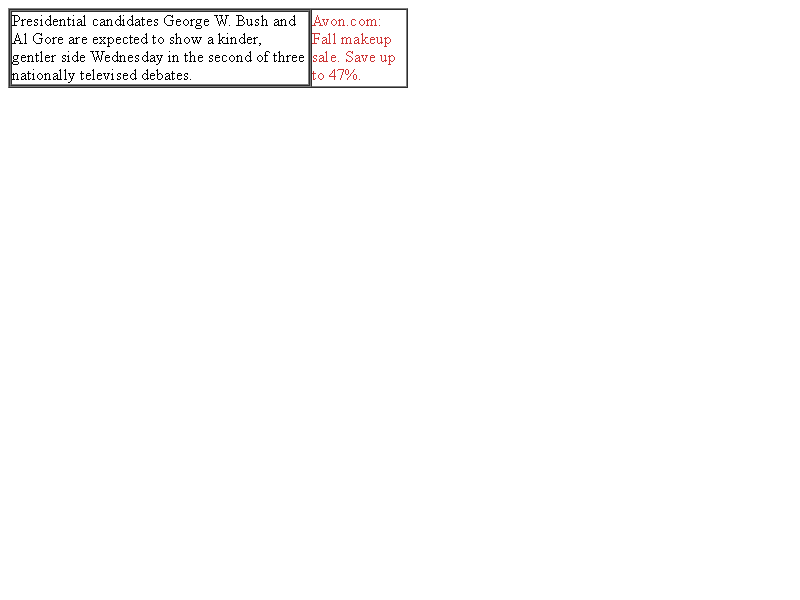 Presidential candidates George W. Bush and
Al Gore are expected to show a kinder,
gentler side Wednesday in the second of three
nationally televised debates.
Avon.com:
Fall makeup
sale. Save up
to 47%.